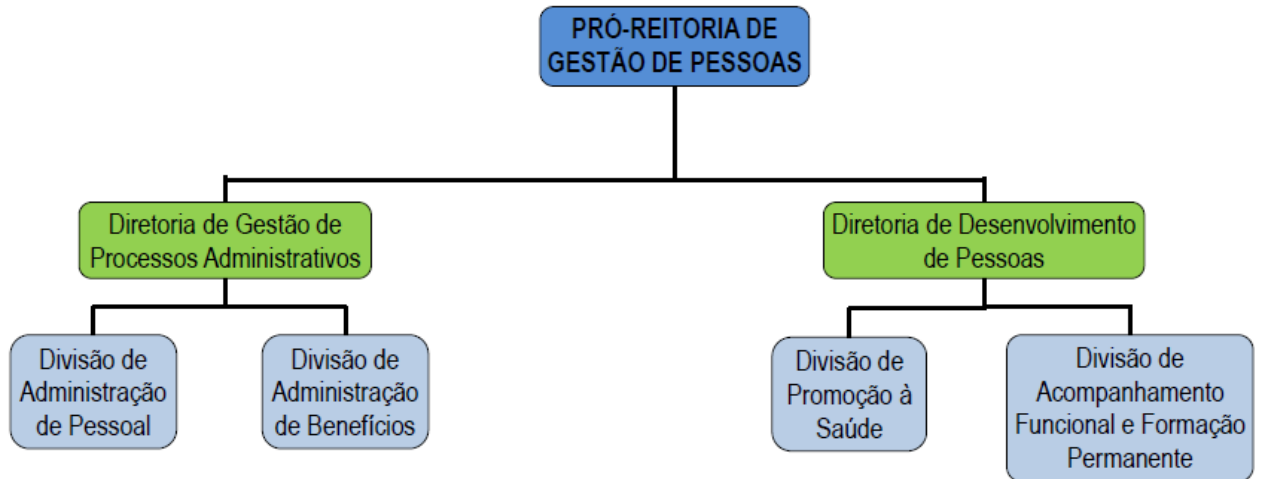 PRÓ-REITORIA DE
GESTÃO DE PESSOAS
Diretoria de Gestão de
Processos Administrativos
Diretoria de Desenvolvimento
de Pessoas
Divisão de
Administração
de Pessoal
Divisão de
Administração
de Benefícios
Divisão de
Promoção à
Saúde
Divisão de
Acompanhamento
Funcional e Formação
Permanente